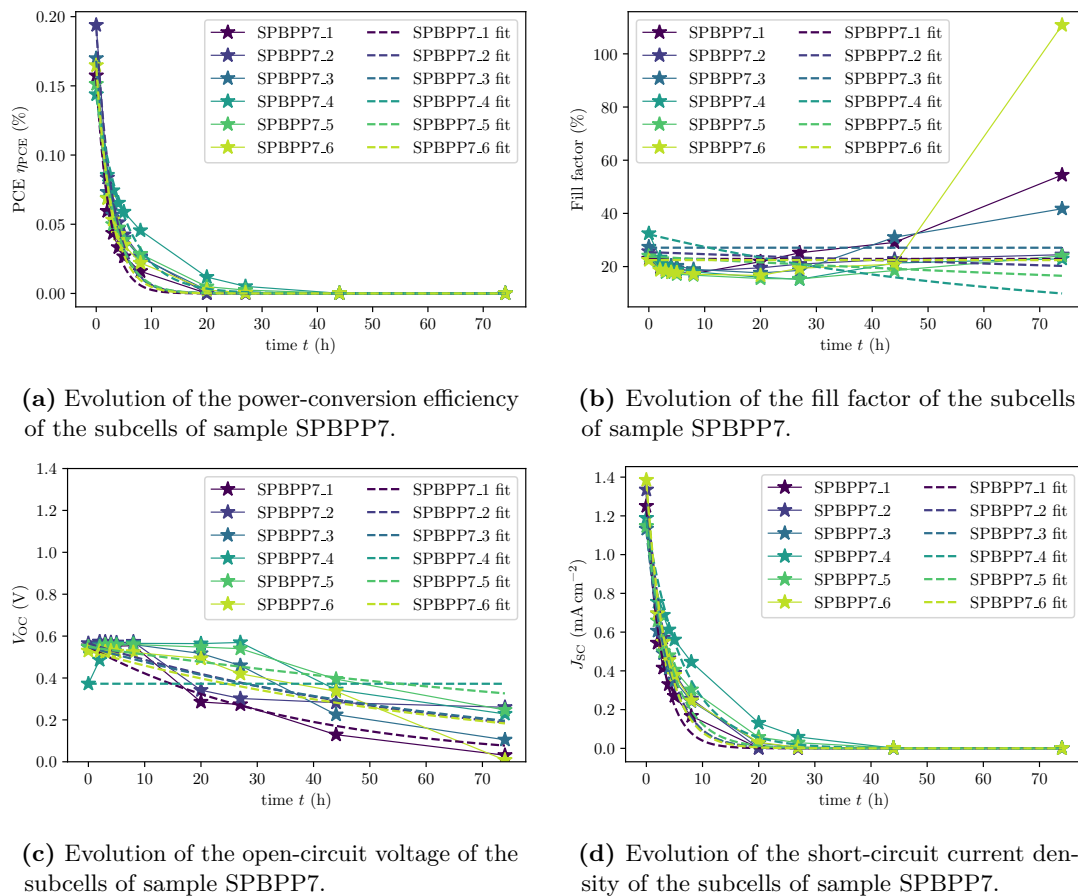 0.20
0.15
0.10
0.05
0.00
PCE ηPCE (%)
SPBPP7_1
SPBPP7_2
SPBPP7_3
SPBPP7_4
SPBPP7_5
SPBPP7_6
SPBPP7_1 fit
SPBPP7_2 fit
SPBPP7_3 fit
SPBPP7_4 fit
SPBPP7_5 fit
SPBPP7_6 fit
0 10 20 30 40 50 60 70
time t (h)
(a) Evolution of the power-conversion efficiency
of the subcells of sample SPBPP7.
100
80
60
40
20
Fill factor (%)
SPBPP7_1
SPBPP7_2
SPBPP7_3
SPBPP7_4
SPBPP7_5
SPBPP7_6
SPBPP7_1 fit
SPBPP7_2 fit
SPBPP7_3 fit
SPBPP7_4 fit
SPBPP7_5 fit
SPBPP7_6 fit
0 10 20 30 40 50 60 70
time t (h)
(b) Evolution of the fill factor of the subcells
of sample SPBPP7.
1.4
1.2
1.0
0.8
0.6
0.4
0.2
0.0
VOC (V)
SPBPP7_1
SPBPP7_2
SPBPP7_3
SPBPP7_4
SPBPP7_5
SPBPP7_6
SPBPP7_1 fit
SPBPP7_2 fit
SPBPP7_3 fit
SPBPP7_4 fit
SPBPP7_5 fit
SPBPP7_6 fit
0 10 20 30 40 50 60 70
time t (h)
(c) Evolution of the open-circuit voltage of the
subcells of sample SPBPP7.
1.4
1.2
1.0
0.8
0.6
0.4
0.2
0.0
JSC (mA cm⁻²)
SPBPP7_1
SPBPP7_2
SPBPP7_3
SPBPP7_4
SPBPP7_5
SPBPP7_6
SPBPP7_1 fit
SPBPP7_2 fit
SPBPP7_3 fit
SPBPP7_4 fit
SPBPP7_5 fit
SPBPP7_6 fit
0 10 20 30 40 50 60 70
time t (h)
(d) Evolution of the short-circuit current den-
sity of the subcells of sample SPBPP7.